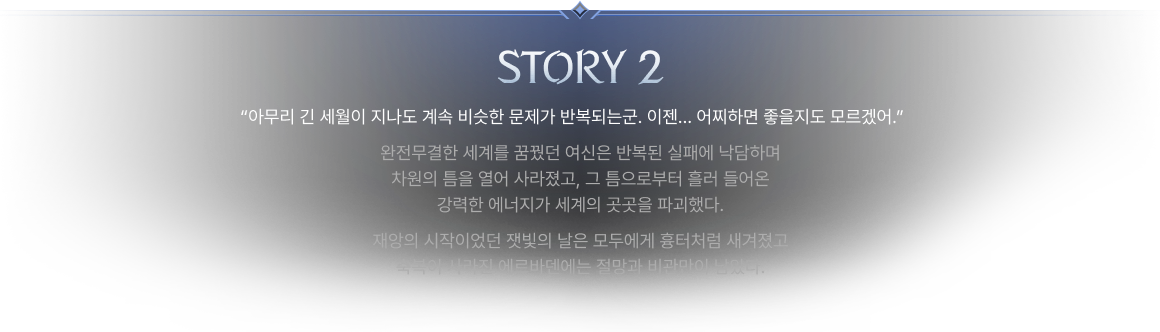 STORY 2
“아무리 긴 세월이 지나도 계속 비슷한 문제가 반복되는군. 이젠... 어찌하면 좋을지도 모르겠어.”
완전무결한 세계를 꿈꿨던 여신은 반복된 실패에 낙담하며
차원의 틈을 열어 사라졌고, 그 틈으로부터 흘러 들어온
강력한 에너지가 세계의 곳곳을 파괴했다.
재앙의 시작이었던 잿빛의 날은 모두에게 흉터처럼 새겨졌고
사라진 에르바덴에는 절망과 비관만이